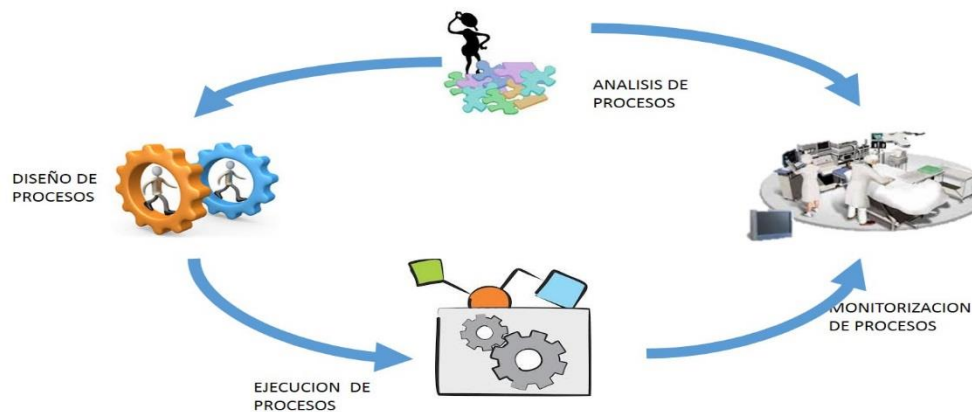 ANALISIS DE
PROCESOS
DISEÑO DE
PROCESOS
MONITORIZACION
DE PROCESOS
EJECUCION DE
PROCESOS